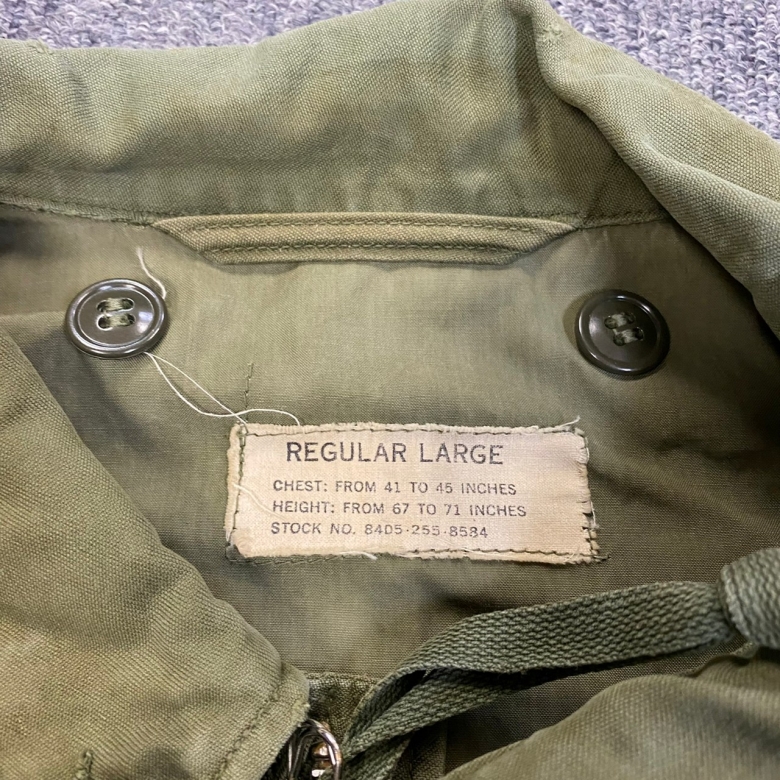 REGULAR LARGE
CHEST: FROM 41 TO 45 INCHES
HEIGHT: FROM 67 TO 71 INCHES
STOCK NO. 8405-255-8584